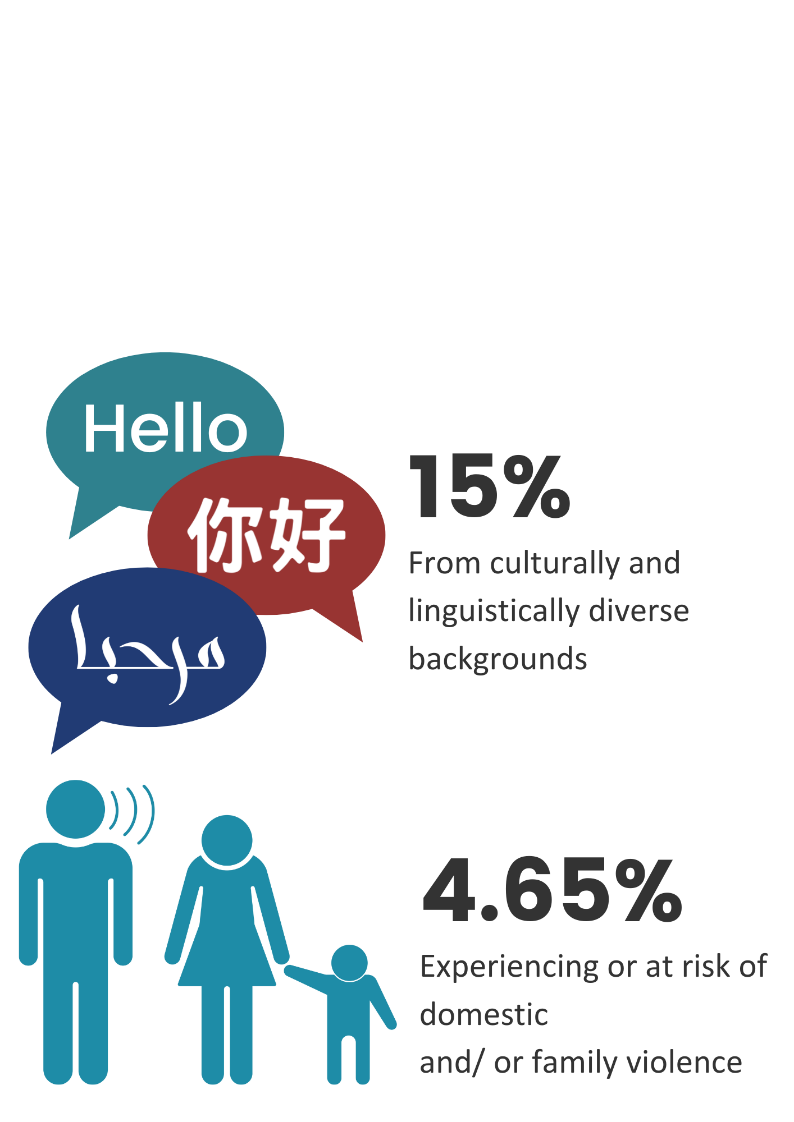 Hello
你好
مرحبا
15%
From culturally and
linguistically diverse
backgrounds
4.65%
Experiencing or at risk of
domestic
and/ or family violence